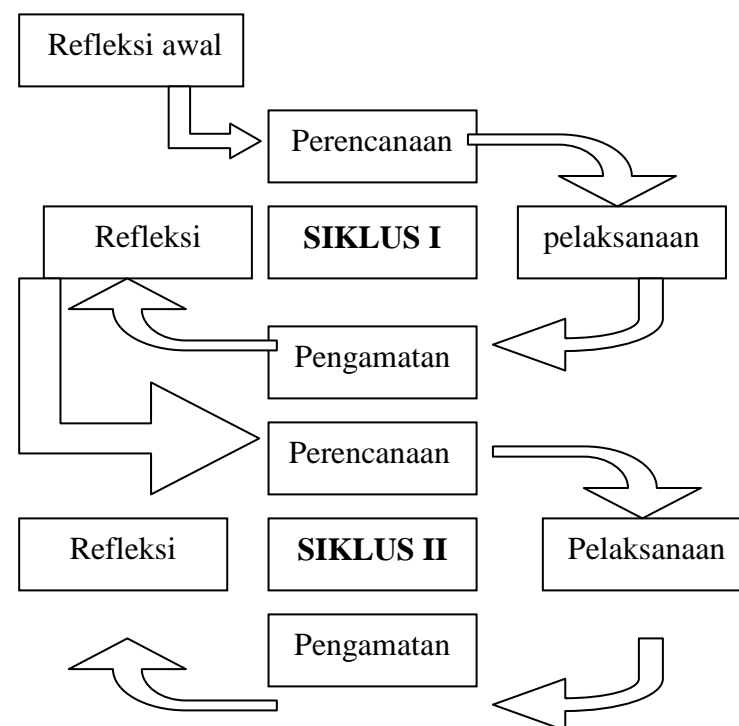 Refleksi awal
Perencanaan
Refleksi
SIKLUS I
pelaksanaan
Pengamatan
Perencanaan
Refleksi
SIKLUS II
Pelaksanaan
Pengamatan